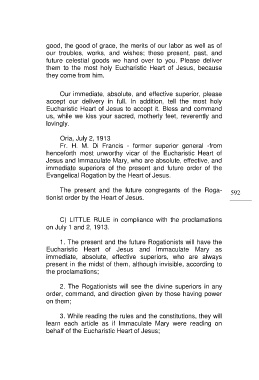 good, the good of grace, the merits of our labor as well as of
our troubles, works, and wishes; these present, past, and
future celestial goods we hand over to you. Please deliver
them to the most holy Eucharistic Heart of Jesus, because
they come from him.
Our immediate, absolute, and effective superior, please
accept our delivery in full. In addition, tell the most holy
Eucharistic Heart of Jesus to accept it. Bless and command
us, while we kiss your sacred, motherly feet, reverently and
lovingly.
Oria, July 2, 1913
Fr. H. M. Di Francis - former superior general -from
henceforth most unworthy vicar of the Eucharistic Heart of
Jesus and Immaculate Mary, who are absolute, effective, and
immediate superiors of the present and future order of the
Evangelical Rogation by the Heart of Jesus.
The present and the future congregants of the Roga-
tionist order by the Heart of Jesus.
592
C) LITTLE RULE in compliance with the proclamations
on July 1 and 2, 1913.
1. The present and the future Rogationists will have the
Eucharistic Heart of Jesus and Immaculate Mary as
immediate, absolute, effective superiors, who are always
present in the midst of them, although invisible, according to
the proclamations;
2. The Rogationists will see the divine superiors in any
order, command, and direction given by those having power
on them;
3. While reading the rules and the constitutions, they will
learn each article as if Immaculate Mary were reading on
behalf of the Eucharistic Heart of Jesus;